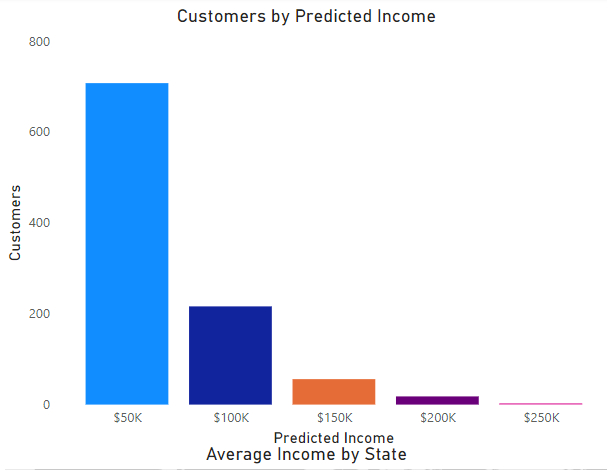 Customers by Predicted Income
800
600
400
200
0
Customers
$50K $100K $150K $200K $250K
Predicted Income
Average Income by State